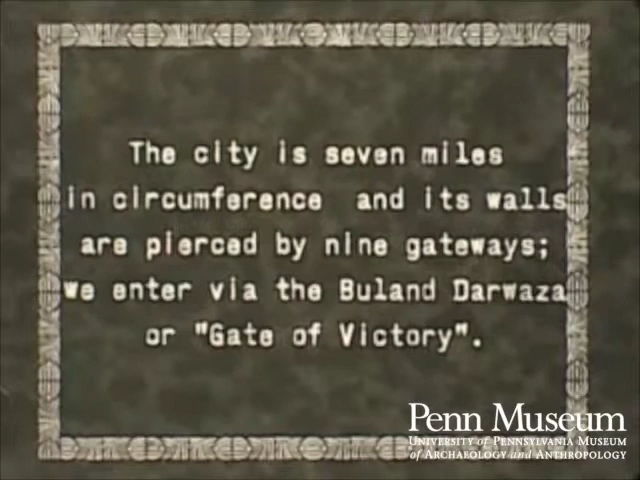 The city is seven miles
in circumference and its walls
are pierced by nine gateways;
we enter via the Buland Darwaza
or "Gate of Victory".
Penn Museum
University of Pennsylvania Museum
of Archaeology and Anthropology